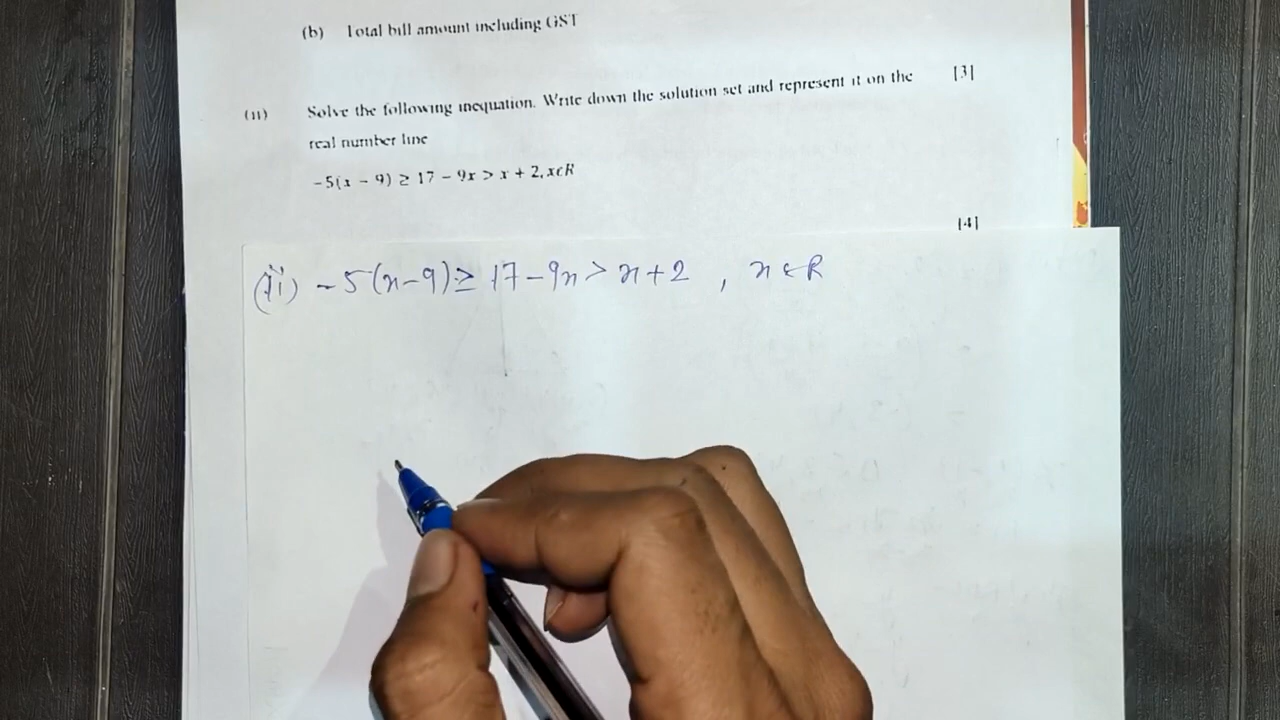 (b) Total bill amount including GST
(ii) Solve the following inequation. Write down the solution set and represent it on the [3]
real number line
-5(x - 9) ≥ 17 - 9x > x + 2, xϵR
[4]
(ii) -5(x-9) ≥ 17-9x > x+2 , x ∈ R